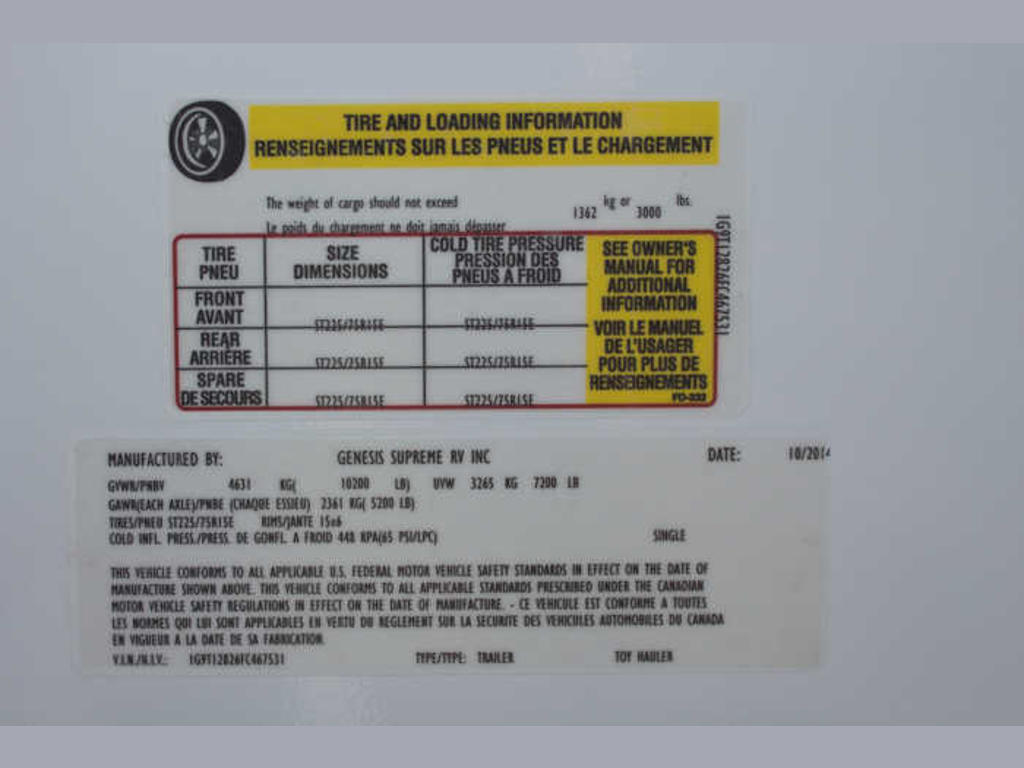 TIRE AND LOADING INFORMATION
RENSEIGNEMENTS SUR LES PNEUS ET LE CHARGEMENT
The weight of cargo should not exceed 1362 kg or 3000 lbs.
Le poids du chargement ne doit jamais dépasser
TIRE PNEU SIZE DIMENSIONS COLD TIRE PRESSURE PRESSION DES PNEUS A FROID
FRONT AVANT ST225/75R15E ST225/75R15E
REAR ARRIÈRE ST225/75R15E ST225/75R15E
SPARE DE SECOURS ST225/75R15E ST225/75R15E
SEE OWNER'S
MANUAL FOR
ADDITIONAL
INFORMATION
VOIR LE MANUEL
DE L'USAGER
POUR PLUS DE
RENSEIGNEMENTS
1G9T12826FC467531
MANUFACTURED BY: GENESIS SUPREME RV INC DATE: 10/2014
GVWR/PNBV 4631 KG( 10200 LB) UVW 3265 KG 7200 LB
GAWR(EACH AXLE)/PNBE (CHAQUE ESSIEU) 2361 KG( 5200 LB)
TIRES/PNEU ST225/75R15E RIMS/JANTE 15x6
COLD INFL. PRESS./PRESS. DE GONFL. A FROID 448 KPA(65 PSI/LPC) SINGLE
THIS VEHICLE CONFORMS TO ALL APPLICABLE U.S. FEDERAL MOTOR VEHICLE SAFETY STANDARDS IN EFFECT ON THE DATE OF
MANUFACTURE SHOWN ABOVE. THIS VEHICLE CONFORMS TO ALL APPLICABLE STANDARDS PRESCRIBED UNDER THE CANADIAN
MOTOR VEHICLE SAFETY REGULATIONS IN EFFECT ON THE DATE OF MANUFACTURE. - CE VEHICULE EST CONFORME A TOUTES
LES NORMES QUI LUI SONT APPLICABLES EN VERTU DU REGLEMENT SUR LA SECURITE DES VEHICULES AUTOMOBILES DU CANADA
EN VIGUEUR A LA DATE DE SA FABRICATION.
V.I.N./N.I.V.: 1G9T12826FC467531 TYPE/TYPE: TRAILER TOY HAULER